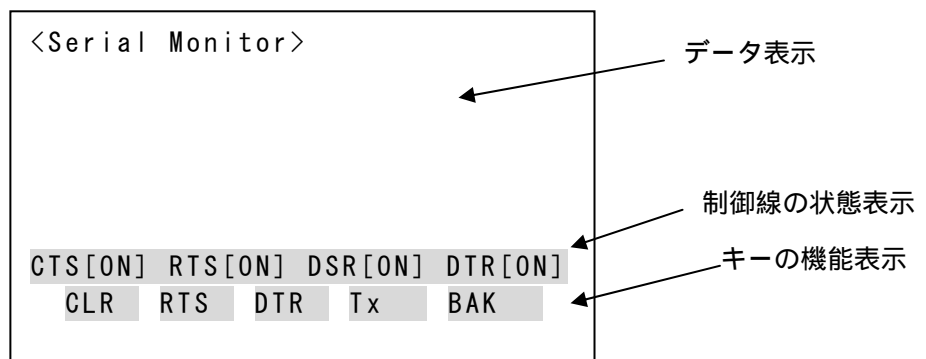 <Serial Monitor>
データ表示
制御線の状態表示
CTS[ON] RTS[ON] DSR[ON] DTR[ON]
キーの機能表示
CLR RTS DTR Tx BAK